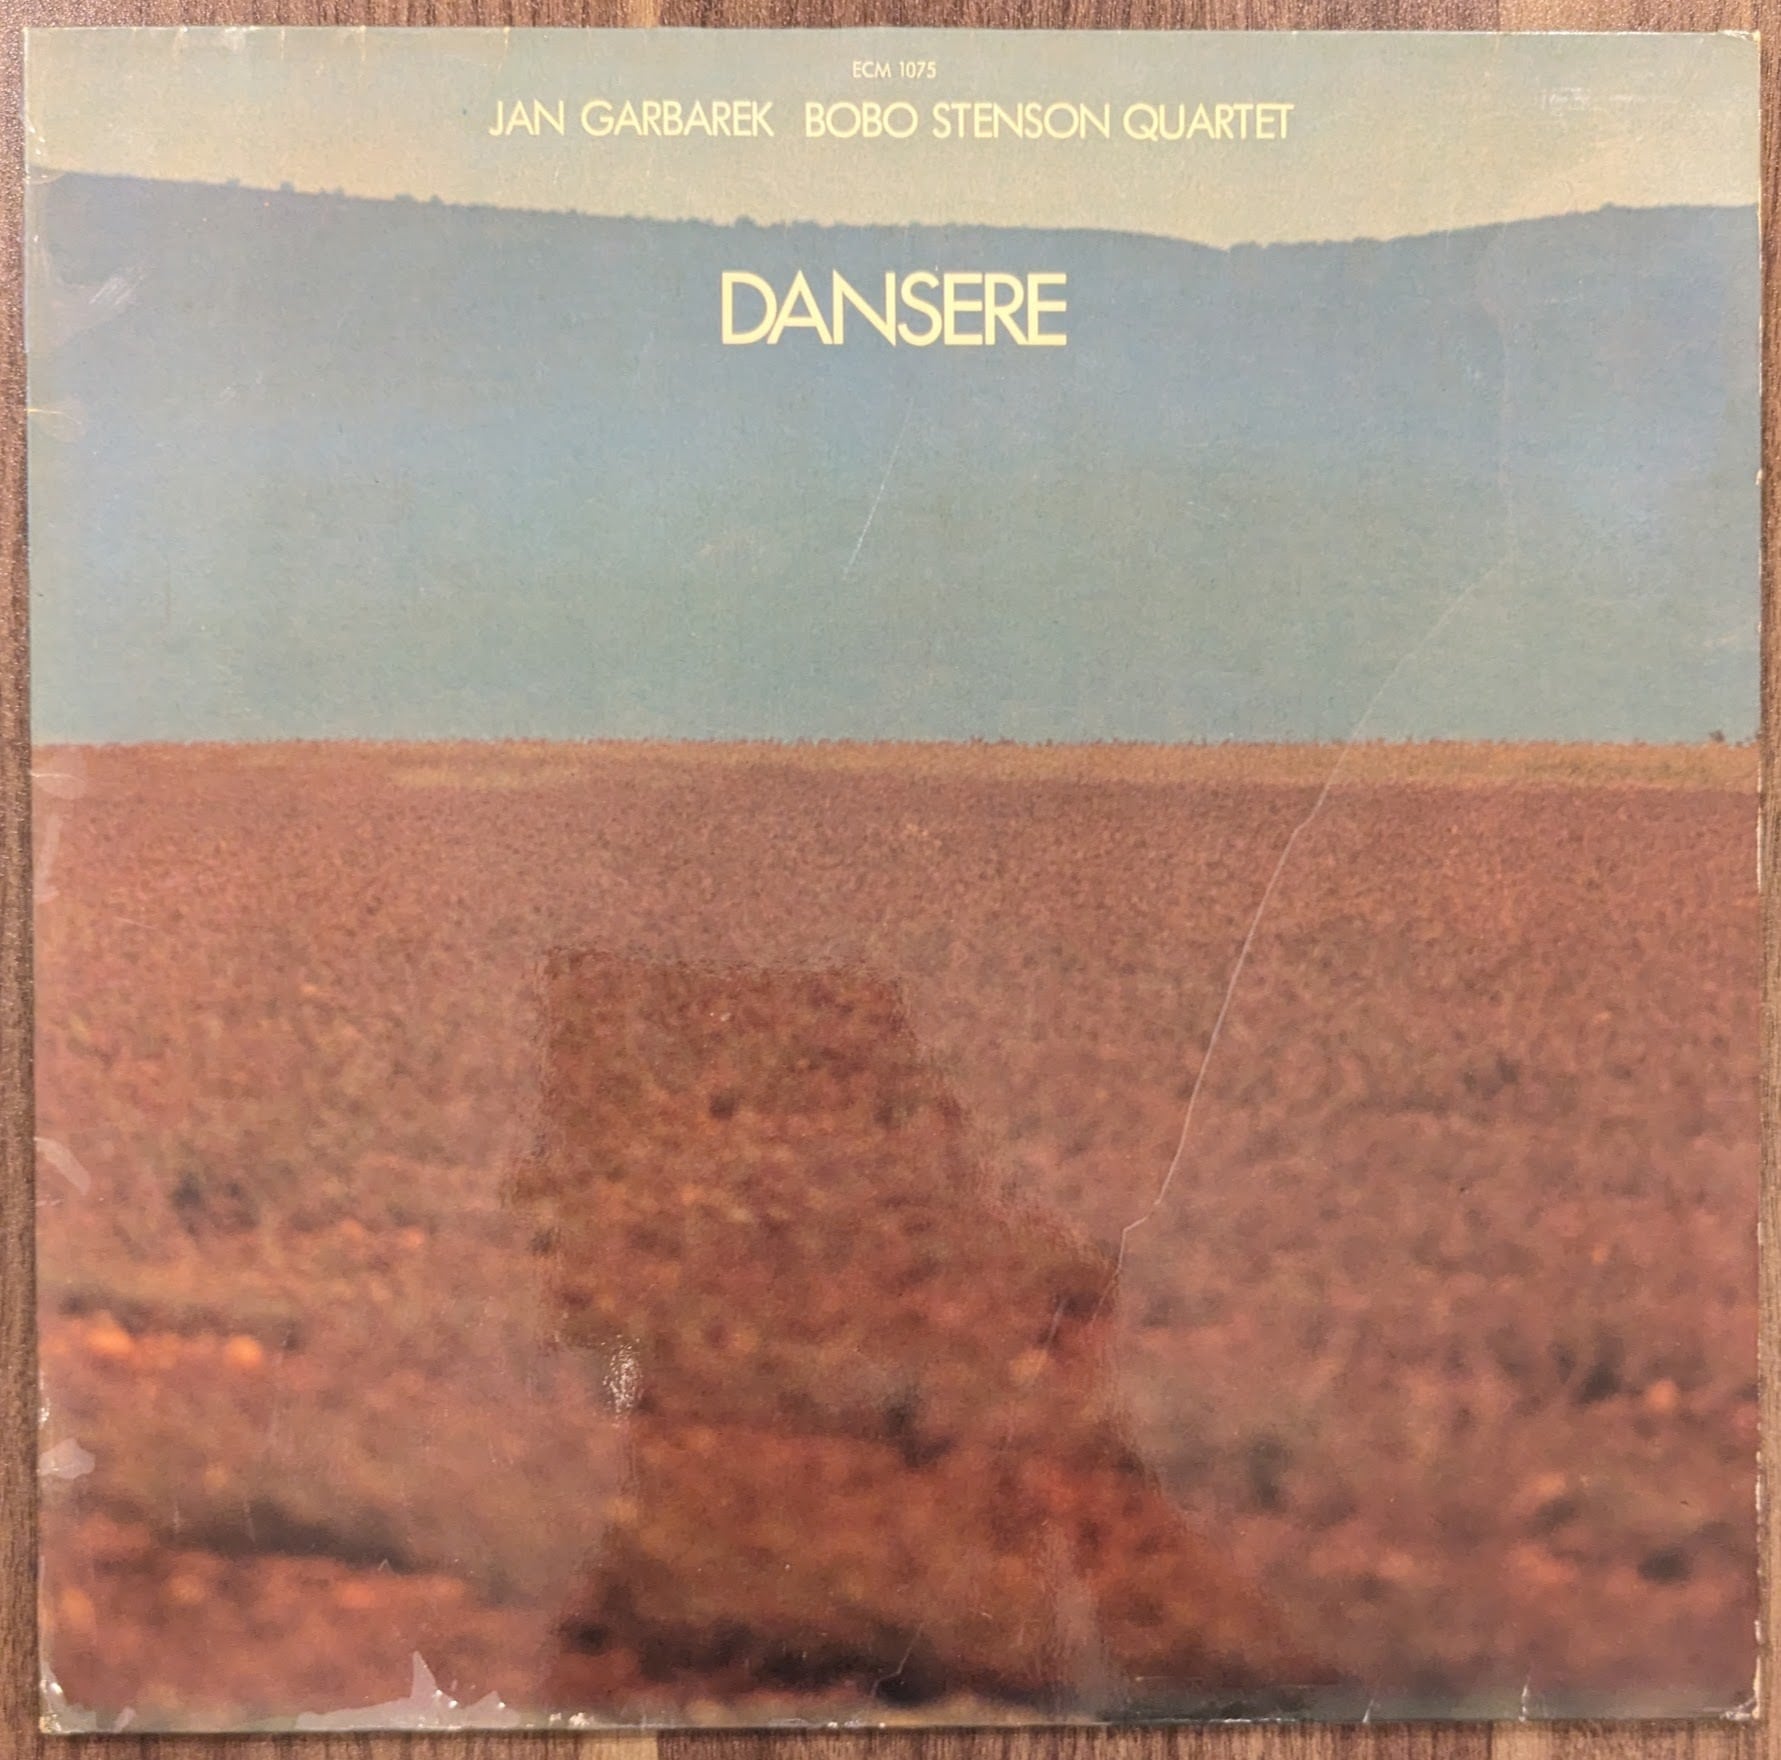 ECM 1075
JAN GARBAREK BOBO STENSON QUARTET
DANSERE